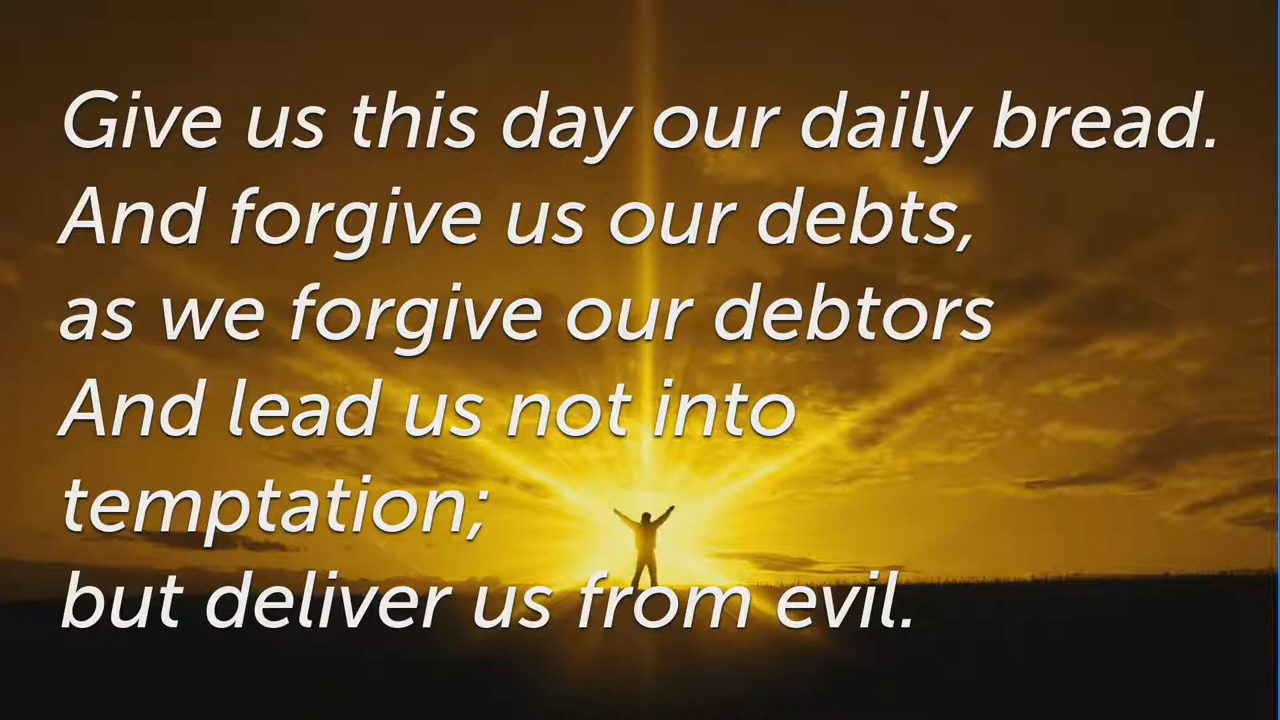 Give us this day our daily bread.
And forgive us our debts,
as we forgive our debtors
And lead us not into
temptation;
but deliver us from evil.